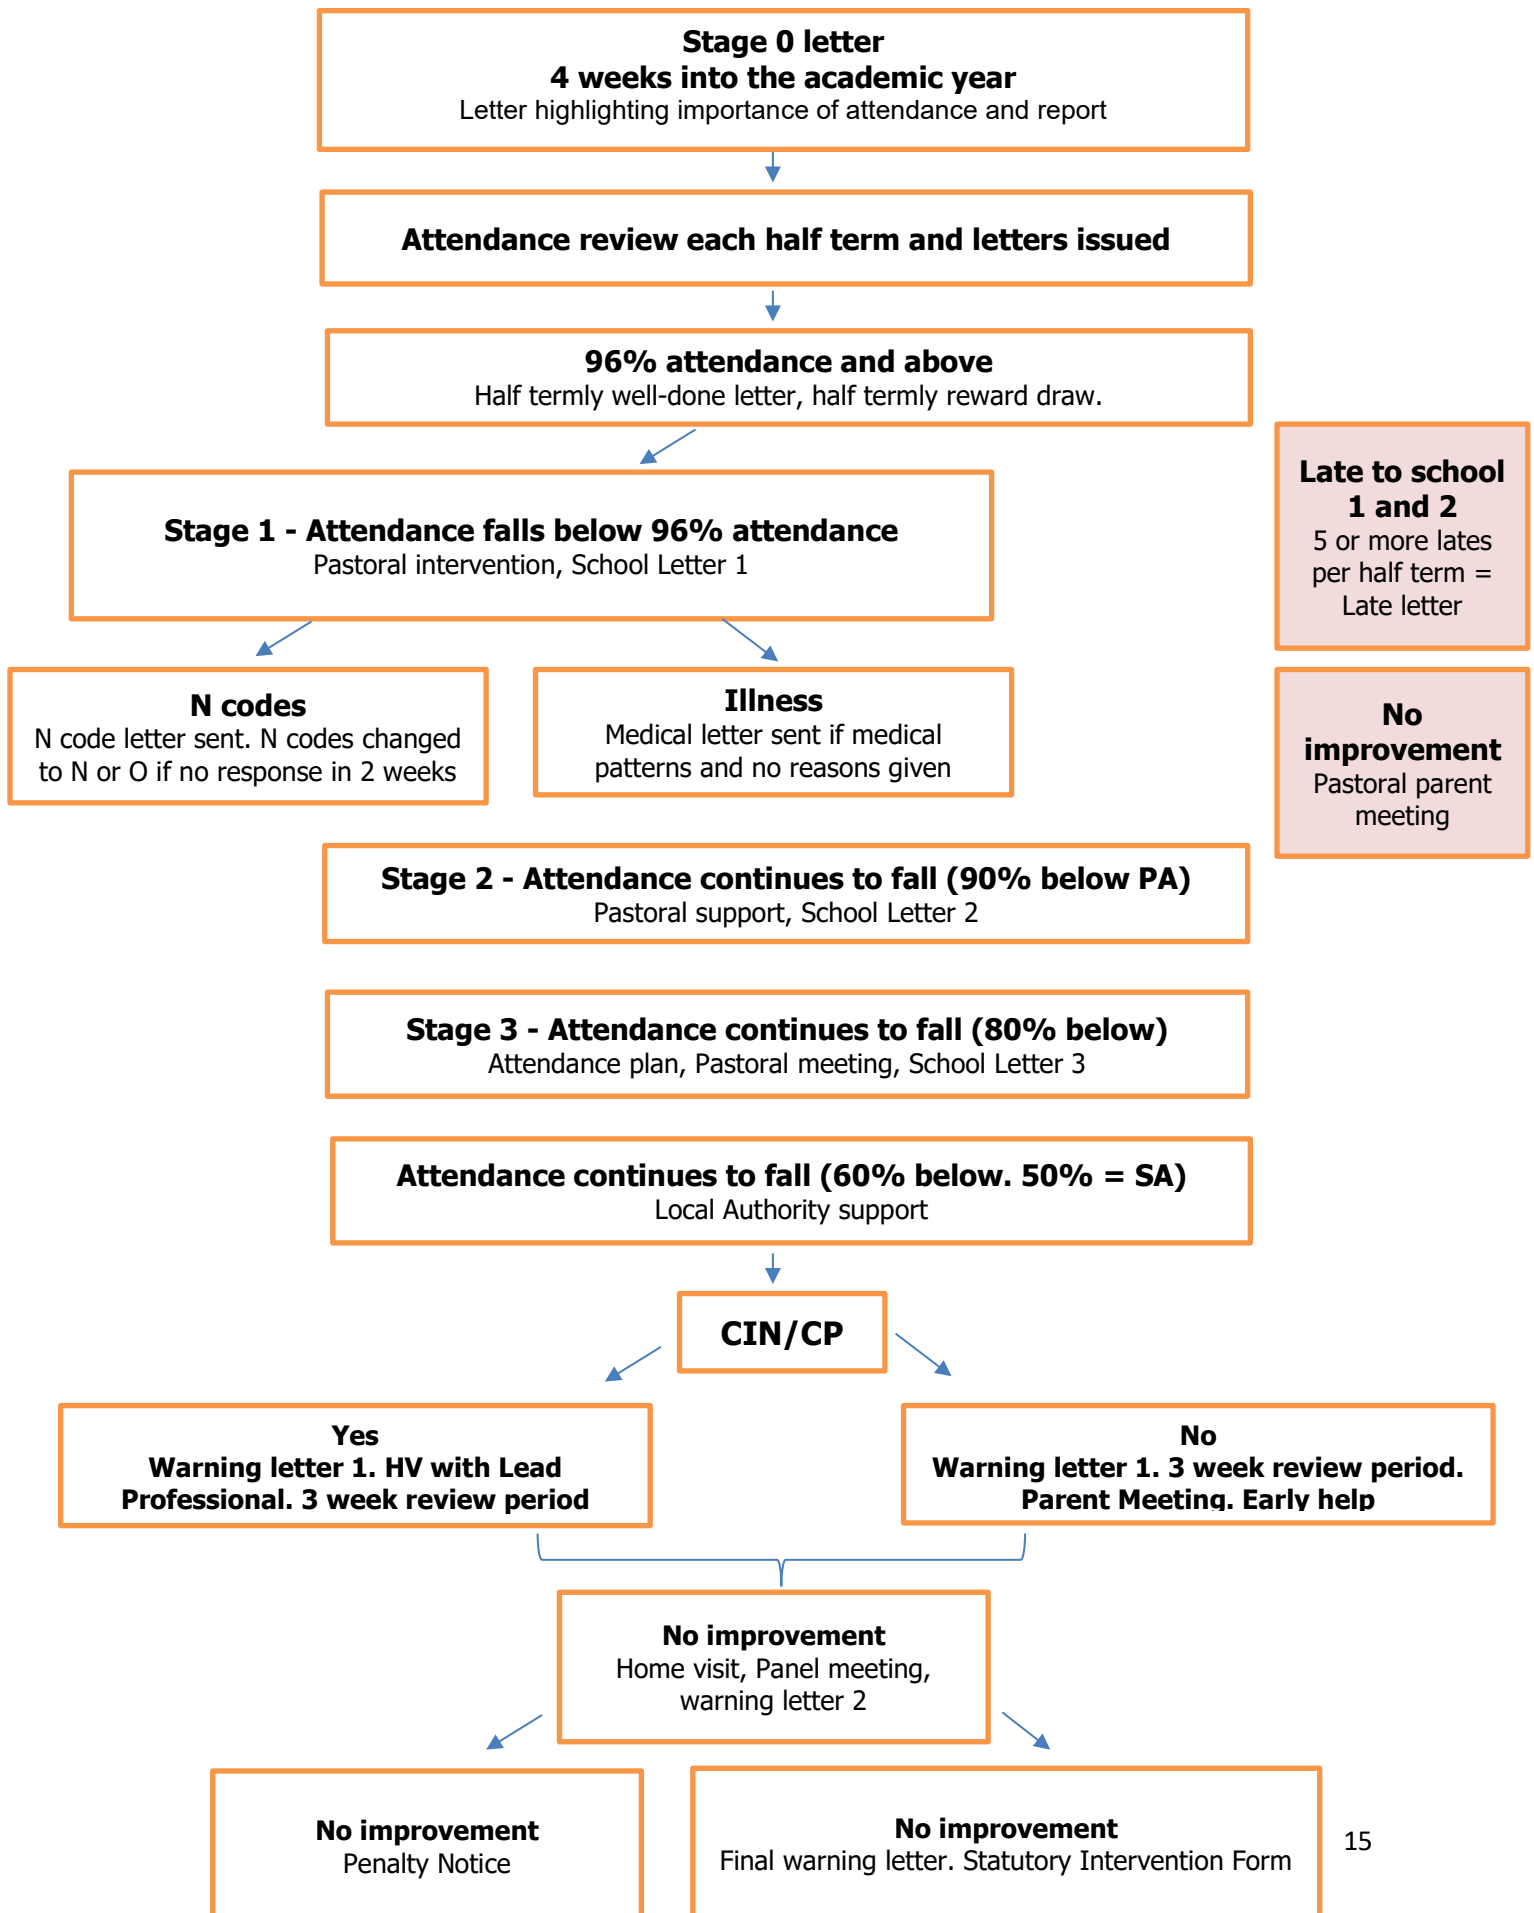 Stage 0 letter
4 weeks into the academic year
Letter highlighting importance of attendance and report
Attendance review each half term and letters issued
96% attendance and above
Half termly well-done letter, half termly reward draw.
Stage 1 - Attendance falls below 96% attendance
Pastoral intervention, School Letter 1
Late to school
1 and 2
5 or more lates
per half term =
Late letter
N codes
N code letter sent. N codes changed
to N or O if no response in 2 weeks
Illness
Medical letter sent if medical
patterns and no reasons given
No
improvement
Pastoral parent
meeting
Stage 2 - Attendance continues to fall (90% below PA)
Pastoral support, School Letter 2
Stage 3 - Attendance continues to fall (80% below)
Attendance plan, Pastoral meeting, School Letter 3
Attendance continues to fall (60% below. 50% = SA)
Local Authority support
CIN/CP
Yes
Warning letter 1. HV with Lead
Professional. 3 week review period
No
Warning letter 1. 3 week review period.
Parent Meeting. Early help
No improvement
Home visit, Panel meeting,
warning letter 2
No improvement
Penalty Notice
No improvement
Final warning letter. Statutory Intervention Form
15